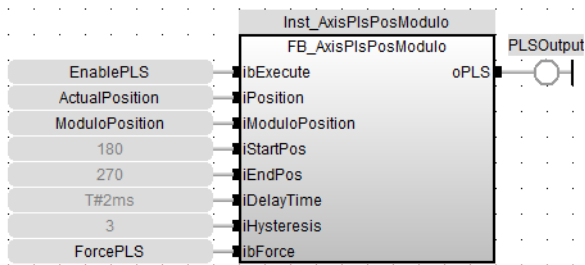 Inst_AxisPlsPosModulo
FB_AxisPlsPosModulo
PLSOutput
EnablePLS
ibExecute
oPLS
ActualPosition
iPosition
ModuloPosition
iModuloPosition
180
iStartPos
270
iEndPos
T#2ms
iDelayTime
3
iHysteresis
ForcePLS
ibForce